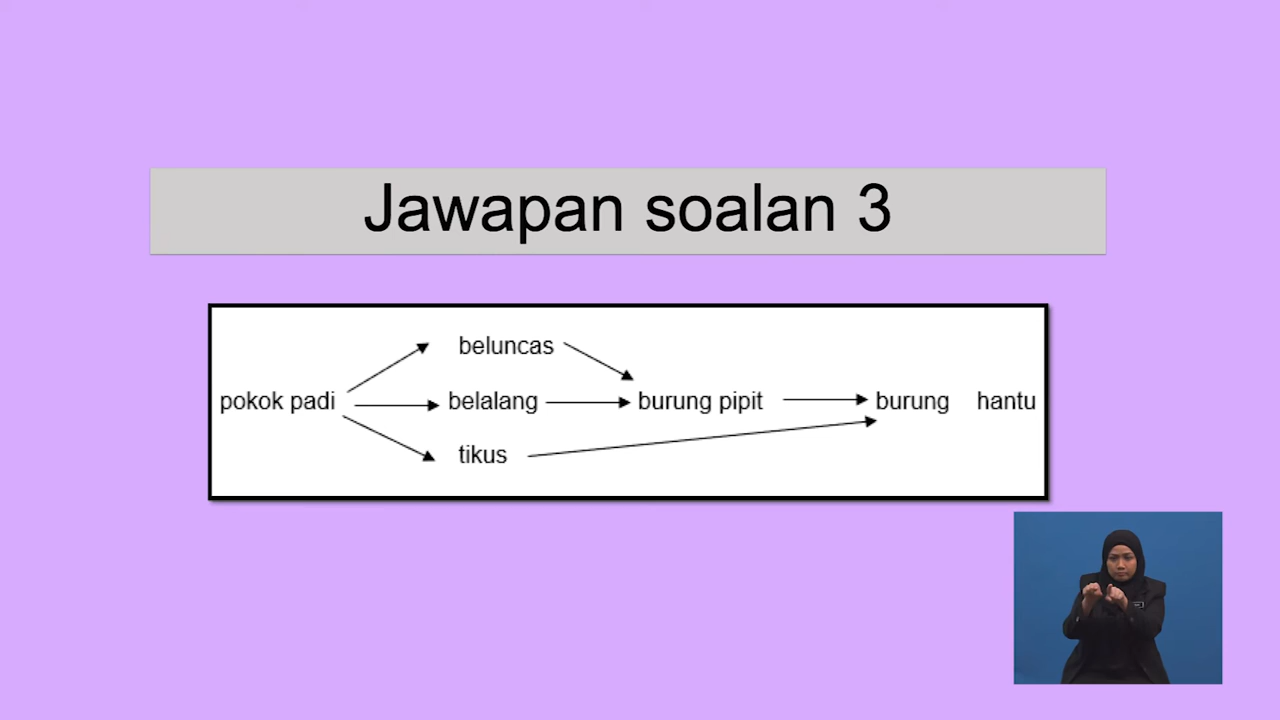 Jawapan soalan 3
beluncas
pokok padi belalang burung pipit burung hantu
tikus